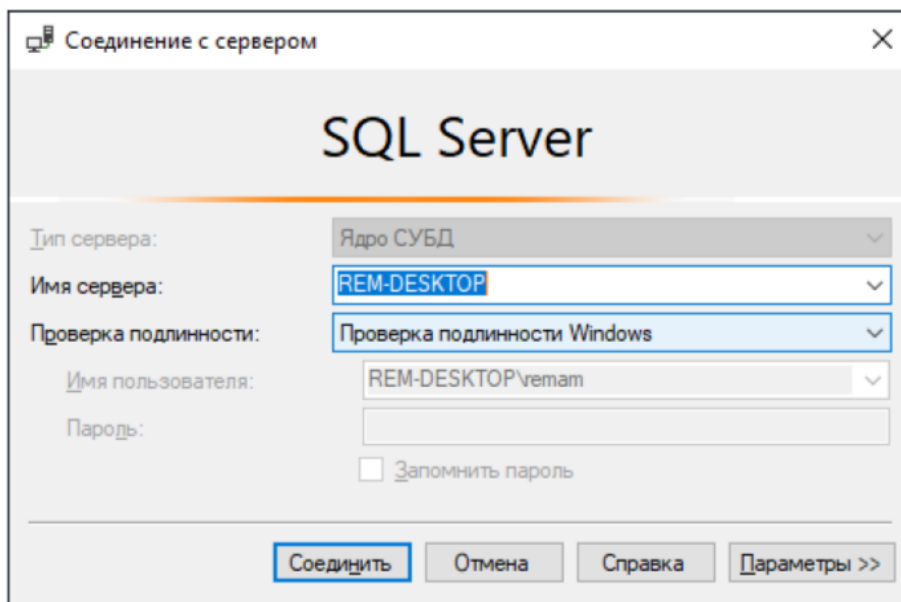 Соединение с сервером
SQL Server
Тип сервера: Ядро СУБД
Имя сервера: REM-DESKTOP
Проверка подлинности: Проверка подлинности Windows
Имя пользователя: REM-DESKTOP\remam
Пароль:
Запомнить пароль
Соединить Отмена Справка Параметры >>